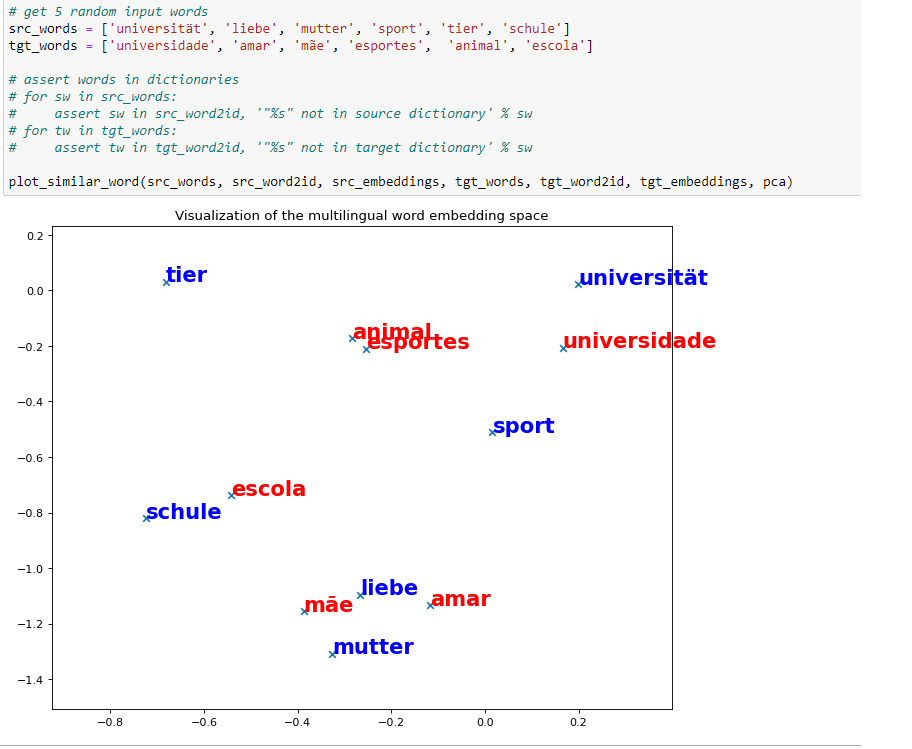 # get 5 random input words
src_words = ['universität', 'liebe', 'mutter', 'sport', 'tier', 'schule']
tgt_words = ['universidade', 'amar', 'mãe', 'esportes',  'animal', 'escola']
# assert words in dictionaries
# for sw in src_words:
#     assert sw in src_word2id, '"%s" not in source dictionary' % sw
# for tw in tgt_words:
#     assert tw in tgt_word2id, '"%s" not in target dictionary' % sw
plot_similar_word(src_words, src_word2id, src_embeddings, tgt_words, tgt_word2id, tgt_embeddings, pca)
Visualization of the multilingual word embedding space
0.2
tier
universität
0.0
animal
esportes
universidade
−0.2
−0.4
sport
−0.6
escola
schule
−0.8
−1.0
liebe
mãe
amar
−1.2
mutter
−1.4
−0.8 −0.6 −0.4 −0.2 0.0 0.2